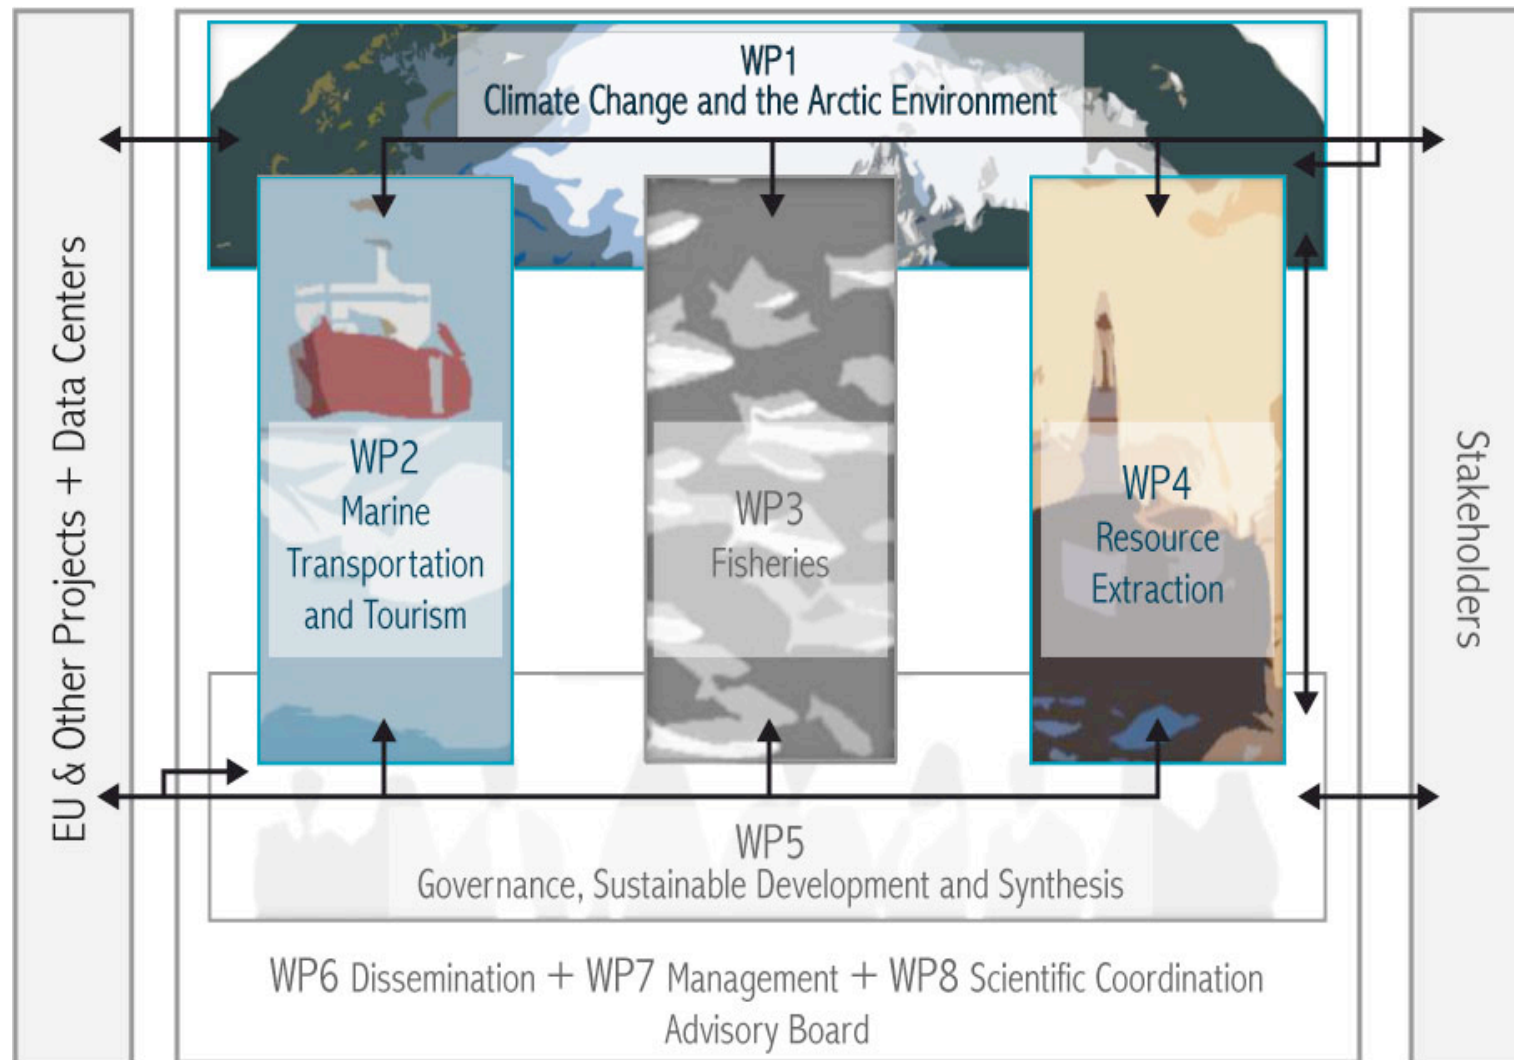 WP1
Climate Change and the Arctic Environment
EU & Other Projects + Data Centers
WP2
Marine
Transportation
and Tourism
WP3
Fisheries
WP4
Resource
Extraction
Stakeholders
WP5
Governance, Sustainable Development and Synthesis
WP6 Dissemination + WP7 Management + WP8 Scientific Coordination
Advisory Board